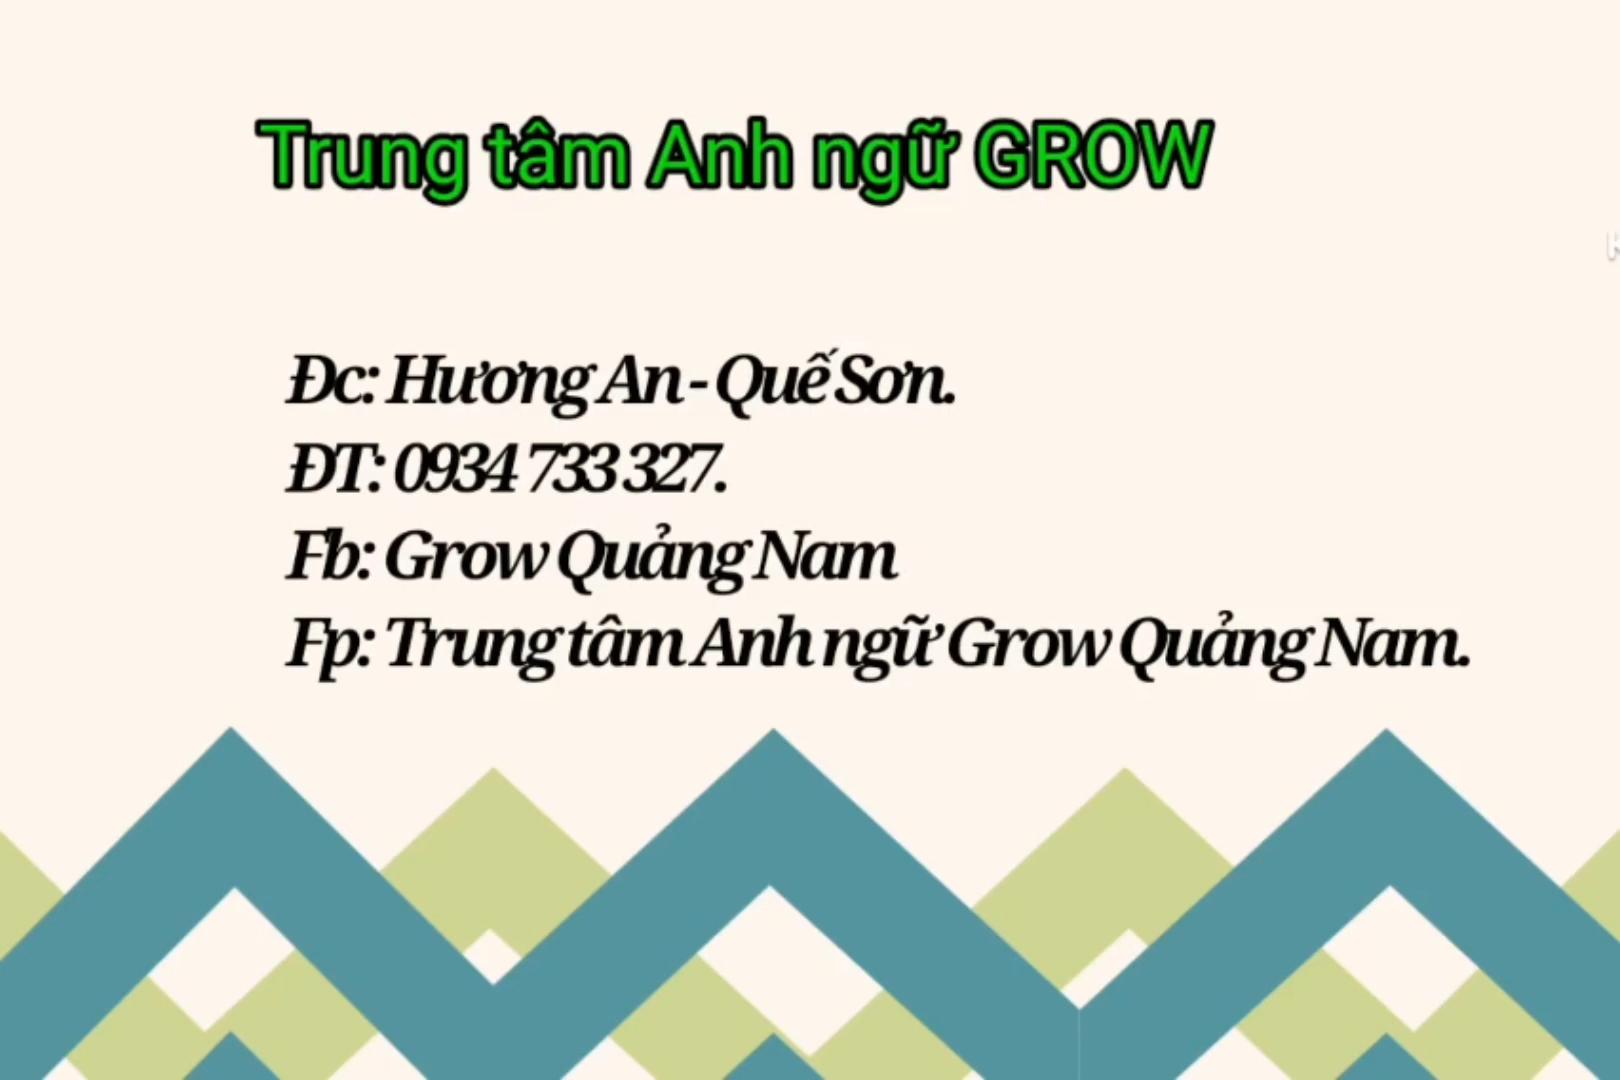 Trung tâm Anh ngữ GROW
Đc: Hương An - Quế Sơn.
ĐT: 0934 733 327.
Fb: Grow Quảng Nam
Fp: Trung tâm Anh ngữ Grow Quảng Nam.